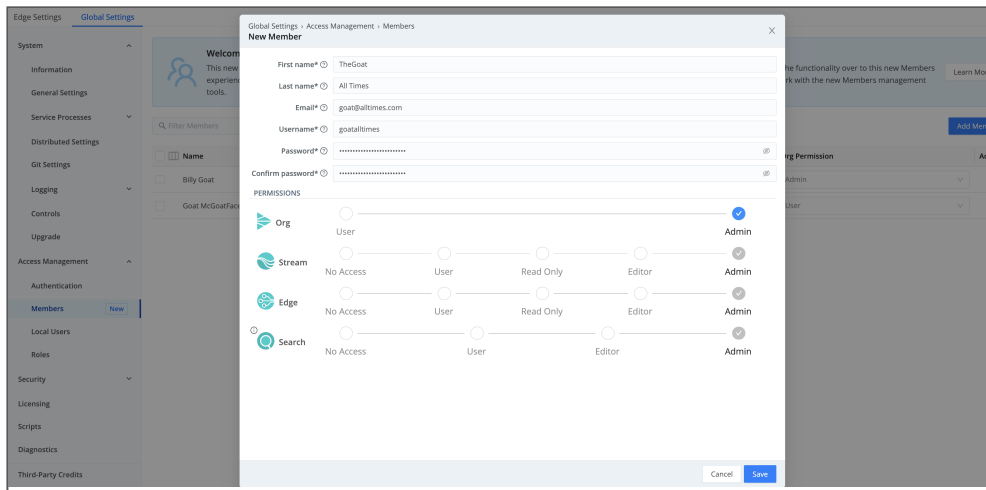 Edge Settings Global Settings
System
Information
General Settings
Service Processes
Distributed Settings
Git Settings
Logging
Controls
Upgrade
Access Management
Authentication
Members New
Local Users
Roles
Security
Licensing
Scripts
Diagnostics
Third-Party Credits
Welcom
This new
experienc
tools.
Filter Members
Name
Billy Goat
Goat McGoatFace
Global Settings › Access Management › Members
New Member
First name* TheGoat
Last name* All Times
Email* goat@alltimes.com
Username* goatalltimes
Password*
Confirm password*
PERMISSIONS
Org
User Admin
Stream
No Access User Read Only Editor Admin
Edge
No Access User Read Only Editor Admin
Search
No Access User Editor Admin
Cancel Save
he functionality over to this new Members
rk with the new Members management
Learn Mo
Add Mem
Org Permission
Admin
User